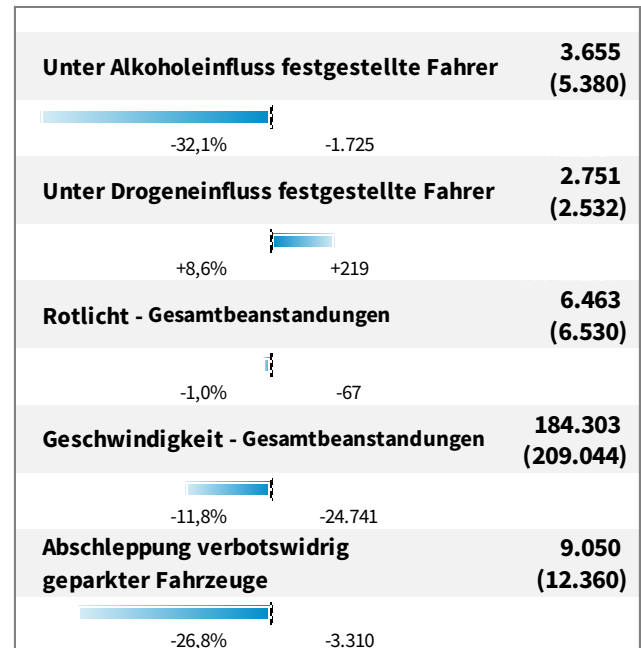 Unter Alkoholeinfluss festgestellte Fahrer
3.655
(5.380)
-32,1% -1.725
Unter Drogeneinfluss festgestellte Fahrer
2.751
(2.532)
+8,6% +219
Rotlicht - Gesamtbeanstandungen
6.463
(6.530)
-1,0% -67
Geschwindigkeit - Gesamtbeanstandungen
184.303
(209.044)
-11,8% -24.741
Abschleppung verbotswidrig
geparkter Fahrzeuge
9.050
(12.360)
-26,8% -3.310